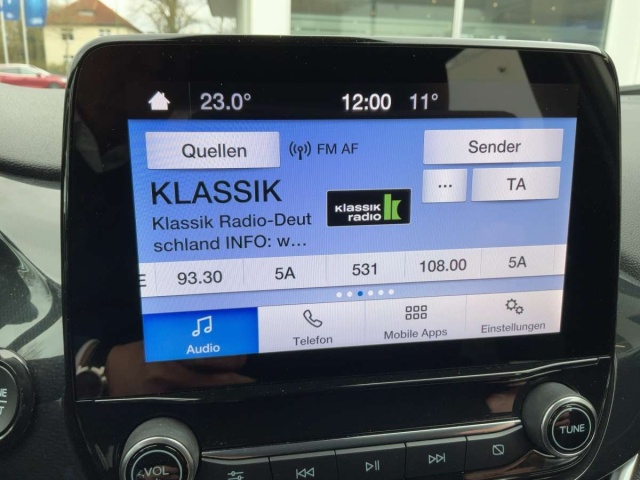 23.0° 12:00 11°
Quellen FM AF Sender
KLASSIK ... TA
Klassik Radio-Deut
schland INFO: w...
KLASSIK
radio
E 93.30 5A 531 108.00 5A
Audio Telefon Mobile Apps Einstellungen
VOL TUNE